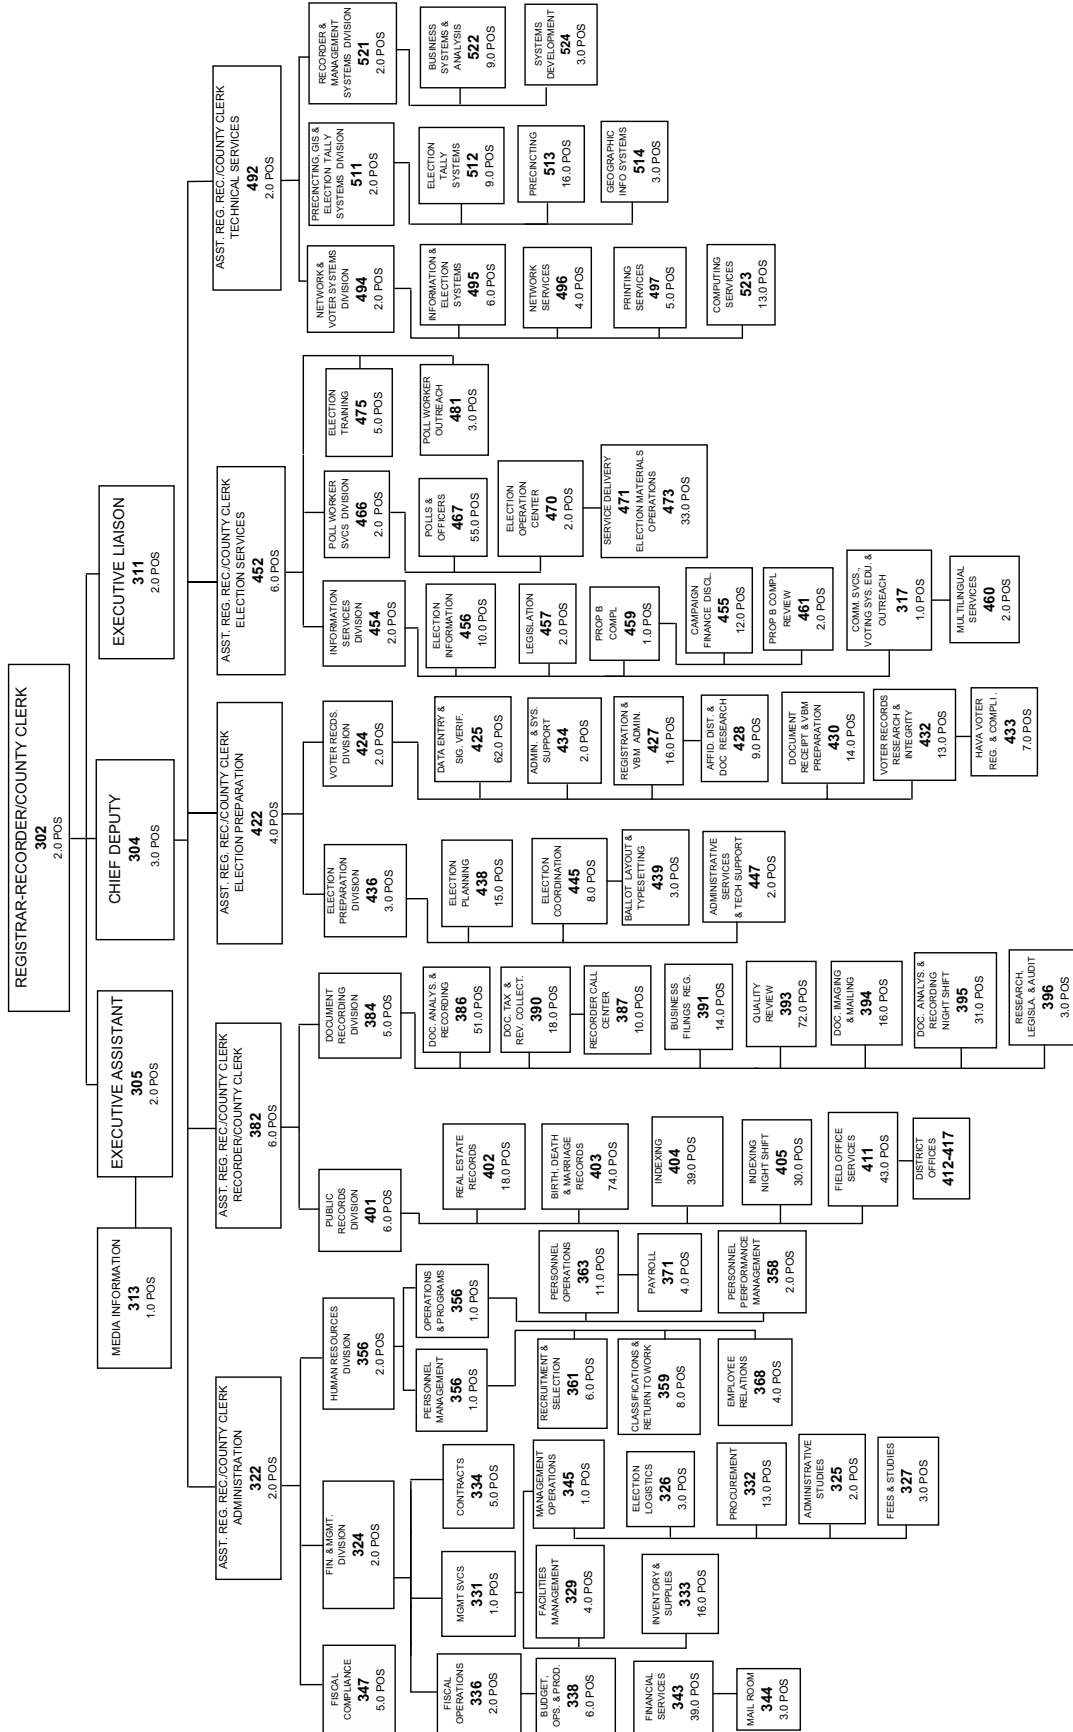 REGISTRAR-RECORDER/COUNTY CLERK
302
2.0 POS
EXECUTIVE ASSISTANT
305
2.0 POS
CHIEF DEPUTY
304
3.0 POS
EXECUTIVE LIAISON
311
2.0 POS
MEDIA INFORMATION
313
1.0 POS
ASST. REG. REC./COUNTY CLERK
ADMINISTRATION
322
2.0 POS
FISCAL
COMPLIANCE
347
5.0 POS
FIN. & MGMT.
DIVISION
324
2.0 POS
HUMAN RESOURCES
DIVISION
356
2.0 POS
FISCAL
OPERATIONS
336
2.0 POS
BUDGET,
OPS. & PROD.
338
6.0 POS
FINANCIAL
SERVICES
343
39.0 POS
MAIL ROOM
344
3.0 POS
MGMT SVCS
331
1.0 POS
CONTRACTS
334
5.0 POS
FACILITIES
MANAGEMENT
329
4.0 POS
INVENTORY &
SUPPLIES
333
16.0 POS
MANAGEMENT
OPERATIONS
345
1.0 POS
ELECTION
LOGISTICS
326
3.0 POS
PROCUREMENT
332
13.0 POS
ADMINISTRATIVE
STUDIES
325
2.0 POS
FEES & STUDIES
327
3.0 POS
PERSONNEL
MANAGEMENT
356
1.0 POS
OPERATIONS
& PROGRAMS
356
1.0 POS
RECRUITMENT &
SELECTION
361
6.0 POS
CLASSIFICATIONS &
RETURN TO WORK
359
8.0 POS
EMPLOYEE
RELATIONS
368
4.0 POS
PERSONNEL
OPERATIONS
363
11.0 POS
PAYROLL
371
4.0 POS
PERSONNEL
PERFORMANCE
MANAGEMENT
358
2.0 POS
ASST. REG. REC./COUNTY CLERK
RECORDER/COUNTY CLERK
382
6.0 POS
PUBLIC
RECORDS
DIVISION
401
6.0 POS
REAL ESTATE
RECORDS
402
18.0 POS
BIRTH, DEATH
& MARRIAGE
RECORDS
403
74.0 POS
INDEXING
404
39.0 POS
INDEXING
NIGHT SHIFT
405
30.0 POS
FIELD OFFICE
SERVICES
411
43.0 POS
DISTRICT
OFFICE
412-417
DOCUMENT
RECORDING
DIVISION
384
5.0 POS
DOC. ANALYS. &
RECORDING
386
51.0 POS
DOC. TAX &
REV. COLLECT.
390
18.0 POS
RECORDER CALL
CENTER
387
10.0 POS
BUSINESS
FILINGS REG.
391
14.0 POS
QUALITY
REVIEW
393
72.0 POS
DOC. IMAGING
& MAILING
394
16.0 POS
DOC. ANALYS. &
RECORDING
NIGHT SHIFT
395
31.0 POS
RESEARCH,
LEGISLA. & AUDIT
396
3.0 POS
ASST. REG. REC./COUNTY CLERK
ELECTION PREPARATION
422
4.0 POS
ELECTION
PREPARATION
DIVISION
436
3.0 POS
ELECTION
PLANNING
438
15.0 POS
ELECTION
COORDINATION
445
8.0 POS
BALLOT LAYOUT &
TYPESETTING
439
3.0 POS
ADMINISTRATIVE
SERVICES
& TECH SUPPORT
447
2.0 POS
VOTER RECDS.
DIVISION
424
2.0 POS
DATA ENTRY &
SIG. VERIF.
425
62.0 POS
ADMIN. & SYS.
SUPPORT
434
2.0 POS
REGISTRATION &
VBM ADMIN.
427
16.0 POS
AFFID. DIST. &
DOC RESEARCH
428
9.0 POS
DOCUMENT
RECEIPT & VBM
PREPARATION
430
14.0 POS
VOTER RECORDS
RESEARCH &
INTEGRITY
432
13.0 POS
HAVA VOTER
REG. & COMPLI .
433
7.0 POS
ASST. REG. REC./COUNTY CLERK
ELECTION SERVICES
452
6.0 POS
INFORMATION
SERVICES
DIVISION
454
2.0 POS
ELECTION
INFORMATION
456
10.0 POS
LEGISLATION
457
2.0 POS
PROP B
COMPL
459
1.0 POS
CAMPAIGN
FINANCE DISCL.
455
12.0 POS
PROP B COMPL
REVIEW
461
2.0 POS
COMM. SVCS.,
VOTING SYS. EDU. &
OUTREACH
317
1.0 POS
MULTILINGUAL
SERVICES
460
2.0 POS
POLL WORKER
SVCS DIVISION
466
2.0 POS
POLLS &
OFFICERS
467
55.0 POS
ELECTION
OPERATION
CENTER
470
2.0 POS
SERVICE DELIVERY
471
ELECTION MATERIALS
OPERATIONS
473
33.0 POS
ELECTION
TRAINING
475
5.0 POS
POLL WORKER
OUTREACH
481
3.0 POS
ASST. REG. REC./COUNTY CLERK
TECHNICAL SERVICES
492
2.0 POS
NETWORK &
VOTER SYSTEMS
DIVISION
494
2.0 POS
INFORMATION &
ELECTION
SYSTEMS
495
6.0 POS
NETWORK
SERVICES
496
4.0 POS
PRINTING
SERVICES
497
5.0 POS
COMPUTING
SERVICES
523
13.0 POS
PRECINCTING, GIS &
ELECTION TALLY
SYSTEMS DIVISION
511
2.0 POS
ELECTION
TALLY
SYSTEMS
512
9.0 POS
PRECINCTING
513
16.0 POS
GEOGRAPHIC
INFO SYSTEMS
514
3.0 POS
RECORDER &
MANAGEMENT
SYSTEMS DIVISION
521
2.0 POS
BUSINESS
SYSTEMS &
ANALYSIS
522
9.0 POS
SYSTEMS
DEVELOPMENT
524
3.0 POS